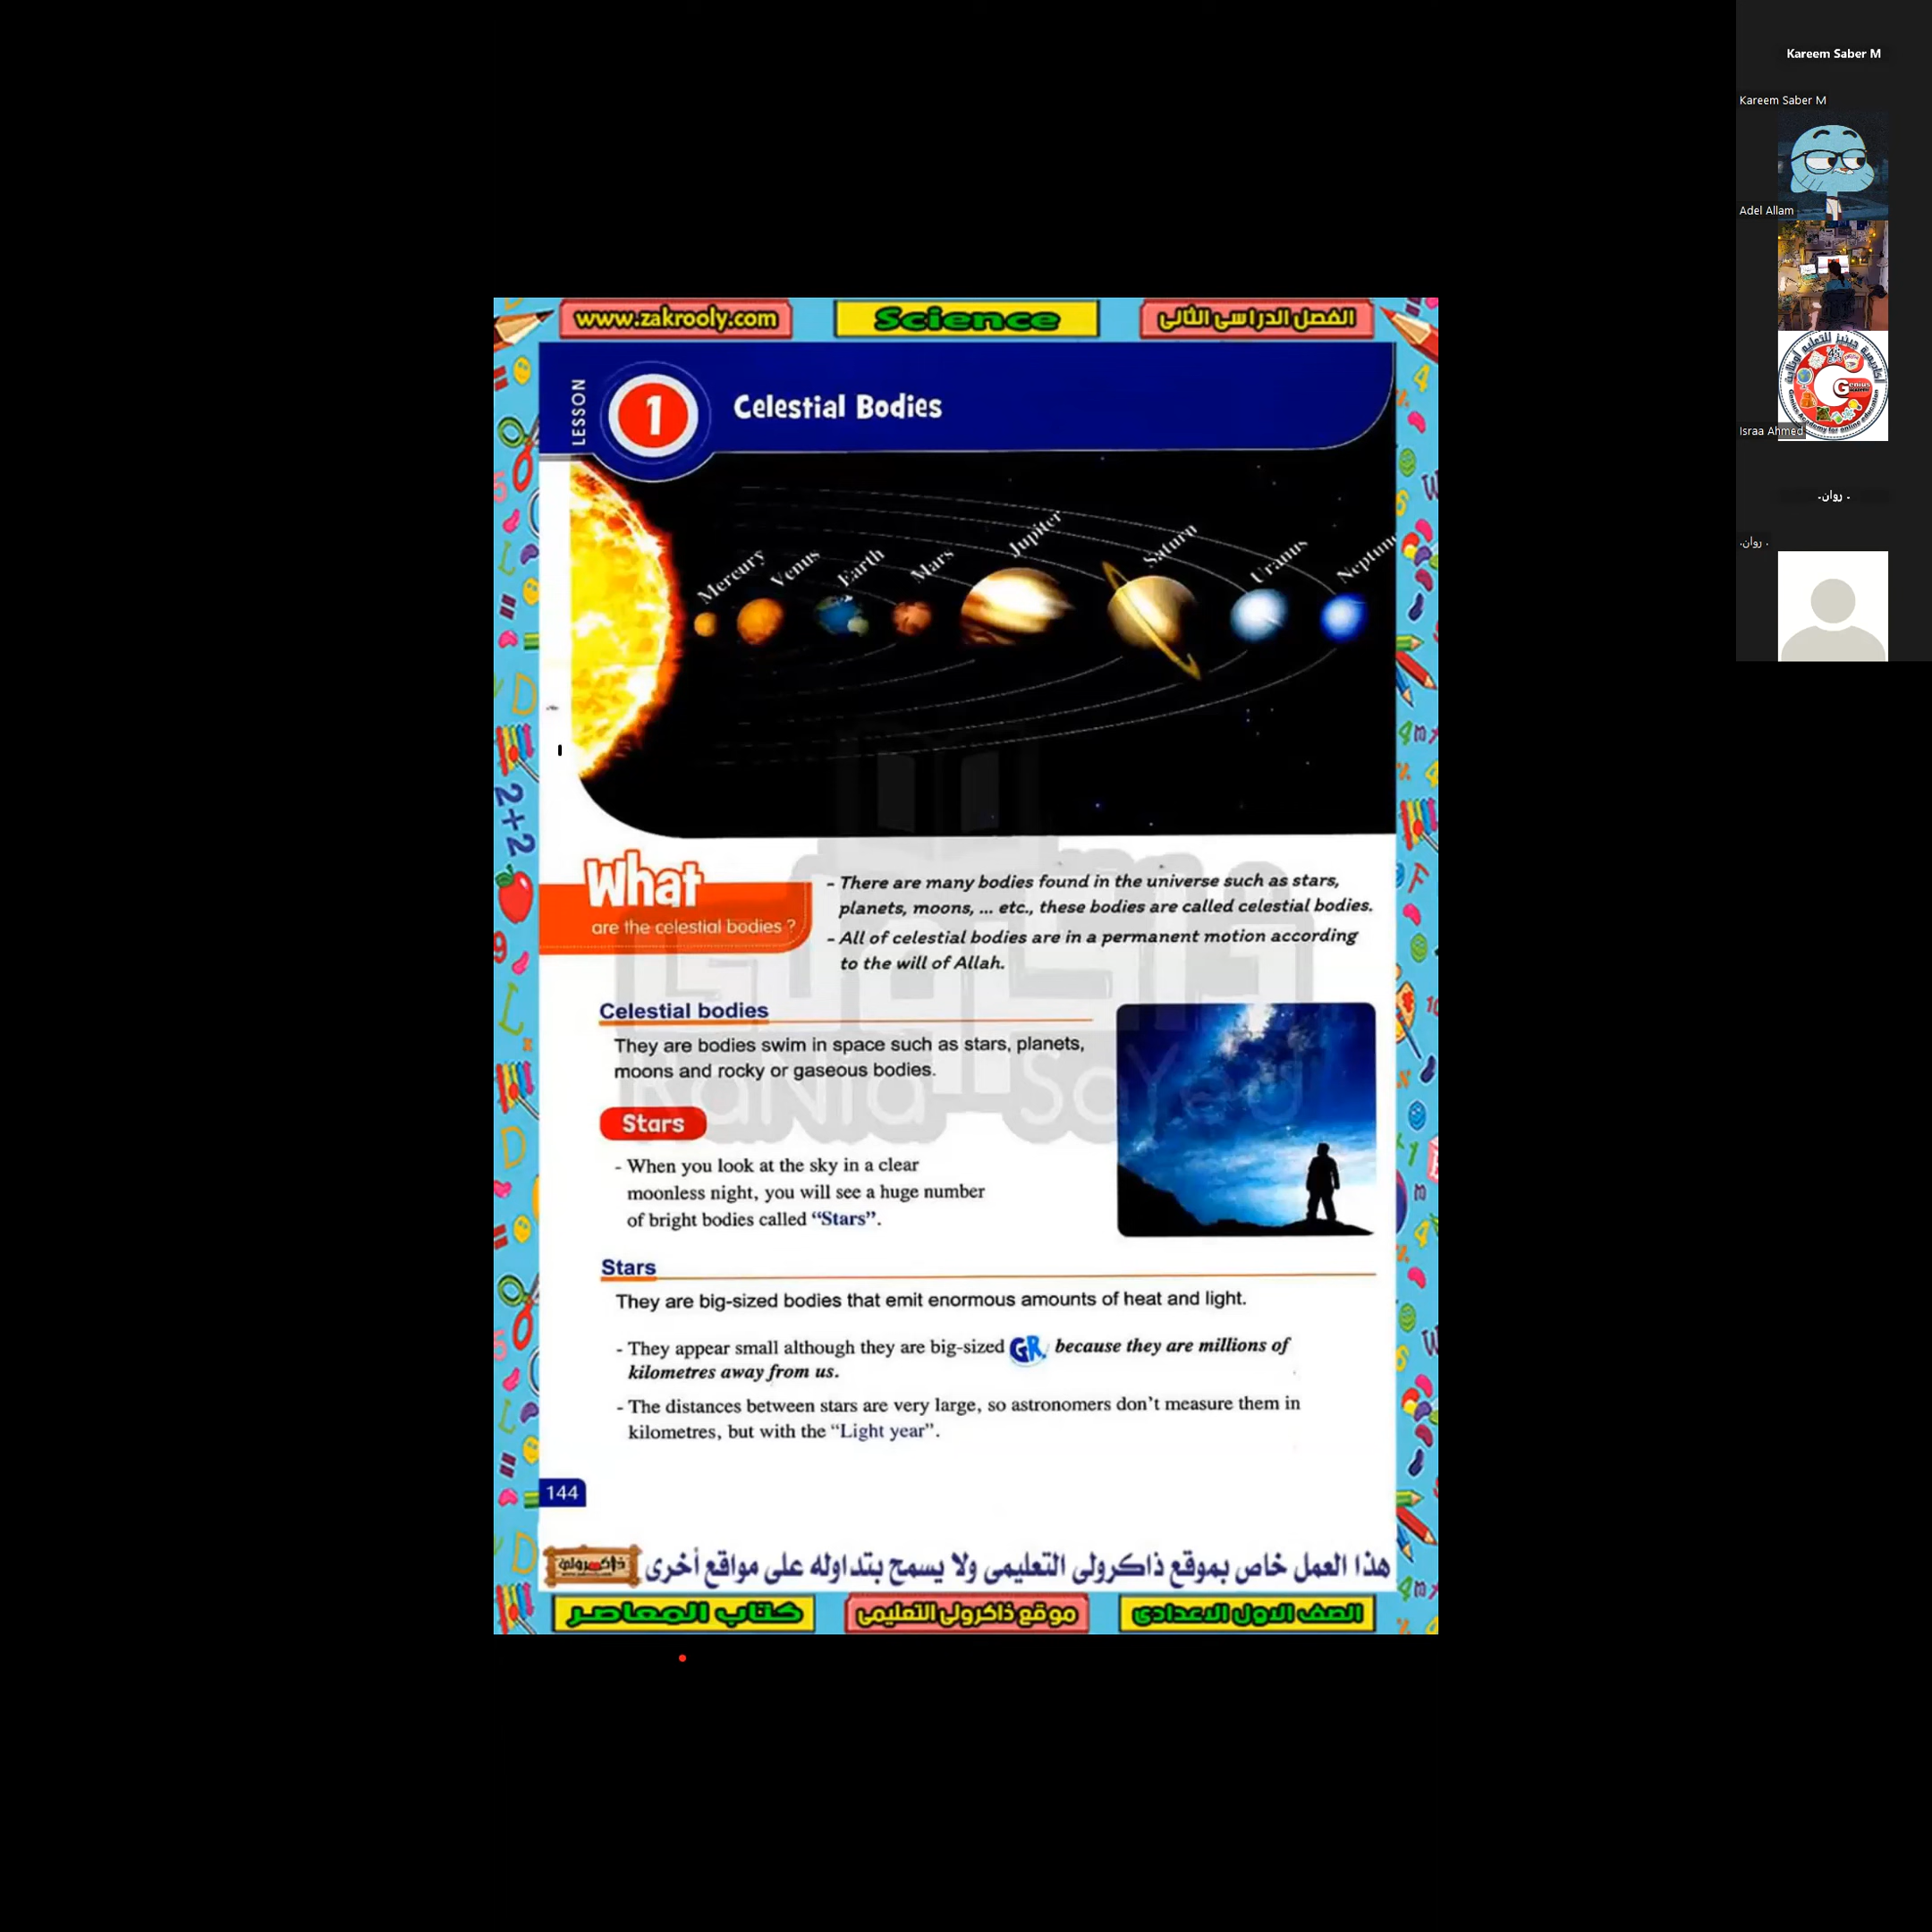 Kareem Saber M
Kareem Saber M
Adel Allam
Israa Ahmed
روان.
روان.
www.zakrooly.com
Science
الفصل الدراسى الثانى
LESSON
1
Celestial Bodies
Mercury
Venus
Earth
Mars
Jupiter
Saturn
Uranus
Neptune
What
are the celestial bodies ?
- There are many bodies found in the universe such as stars,
planets, moons, ... etc., these bodies are called celestial bodies.
- All of celestial bodies are in a permanent motion according
to the will of Allah.
Celestial bodies
They are bodies swim in space such as stars, planets,
moons and rocky or gaseous bodies.
Stars
- When you look at the sky in a clear
moonless night, you will see a huge number
of bright bodies called “Stars”.
Stars
They are big-sized bodies that emit enormous amounts of heat and light.
- They appear small although they are big-sized GR. because they are millions of
kilometres away from us.
- The distances between stars are very large, so astronomers don’t measure them in
kilometres, but with the “Light year”.
144
RaNia SaYed
هذا العمل خاص بموقع ذاكرولى التعليمى ولا يسمح بتداوله على مواقع أخرى
ذاكرولي
كتاب المعاصر
موقع ذاكرولى التعليمى
الصف الاول الاعدادى